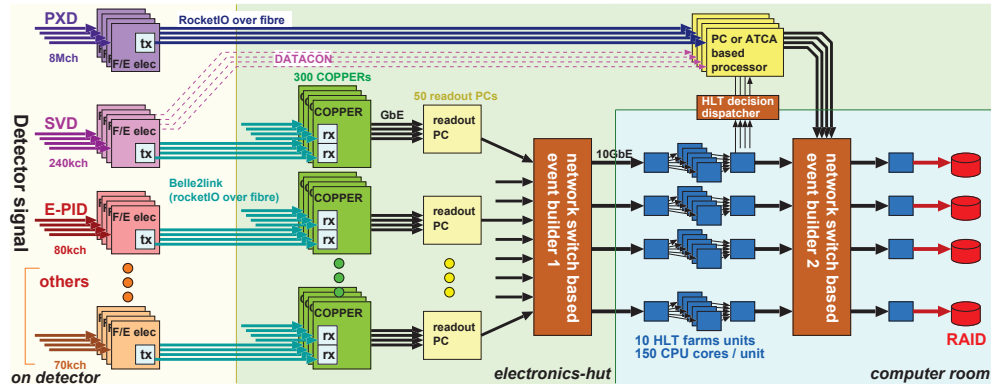 Detector signal
PXD
8Mch
F/E elec
tx
RocketIO over fibre
DATACON
PC or ATCA
based
processor
HLT decision
dispatcher
SVD
240kch
F/E elec
tx
300 COPPERs
COPPER
rx
rx
GbE
50 readout PCs
readout
PC
E-PID
80kch
F/E elec
tx
Belle2link
(rocketIO over fibre)
COPPER
rx
rx
readout
PC
others
70kch
F/E elec
tx
COPPER
rx
rx
readout
PC
network switch based
event builder 1
10GbE
network switch based
event builder 2
10 HLT farms units
150 CPU cores / unit
RAID
on detector
electronics-hut
computer room